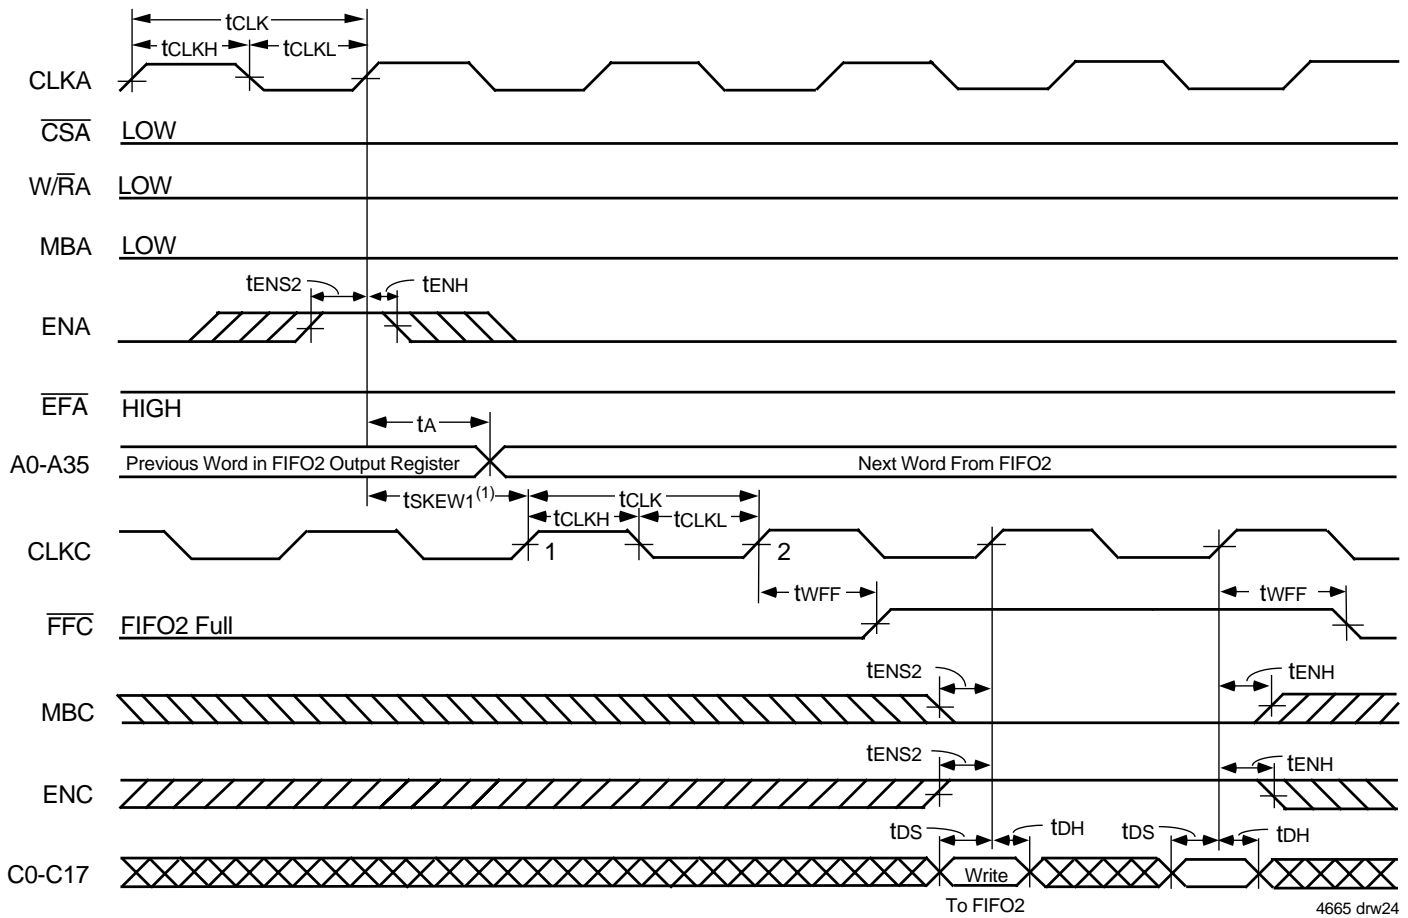 tCLK
tCLKH tCLKL
CLKA
CSA LOW
W/RA LOW
MBA LOW
tENS2 tENH
ENA
EFA HIGH
tA
A0-A35 Previous Word in FIFO2 Output Register Next Word From FIFO2
tSKEW1(1) tCLK
tCLKH tCLKL
CLKC 1 2
tWFF tWFF
FFC FIFO2 Full
tENS2 tENH
MBC
tENS2 tENH
ENC
tDS tDH tDS tDH
C0-C17 Write
To FIFO2
4665 drw24